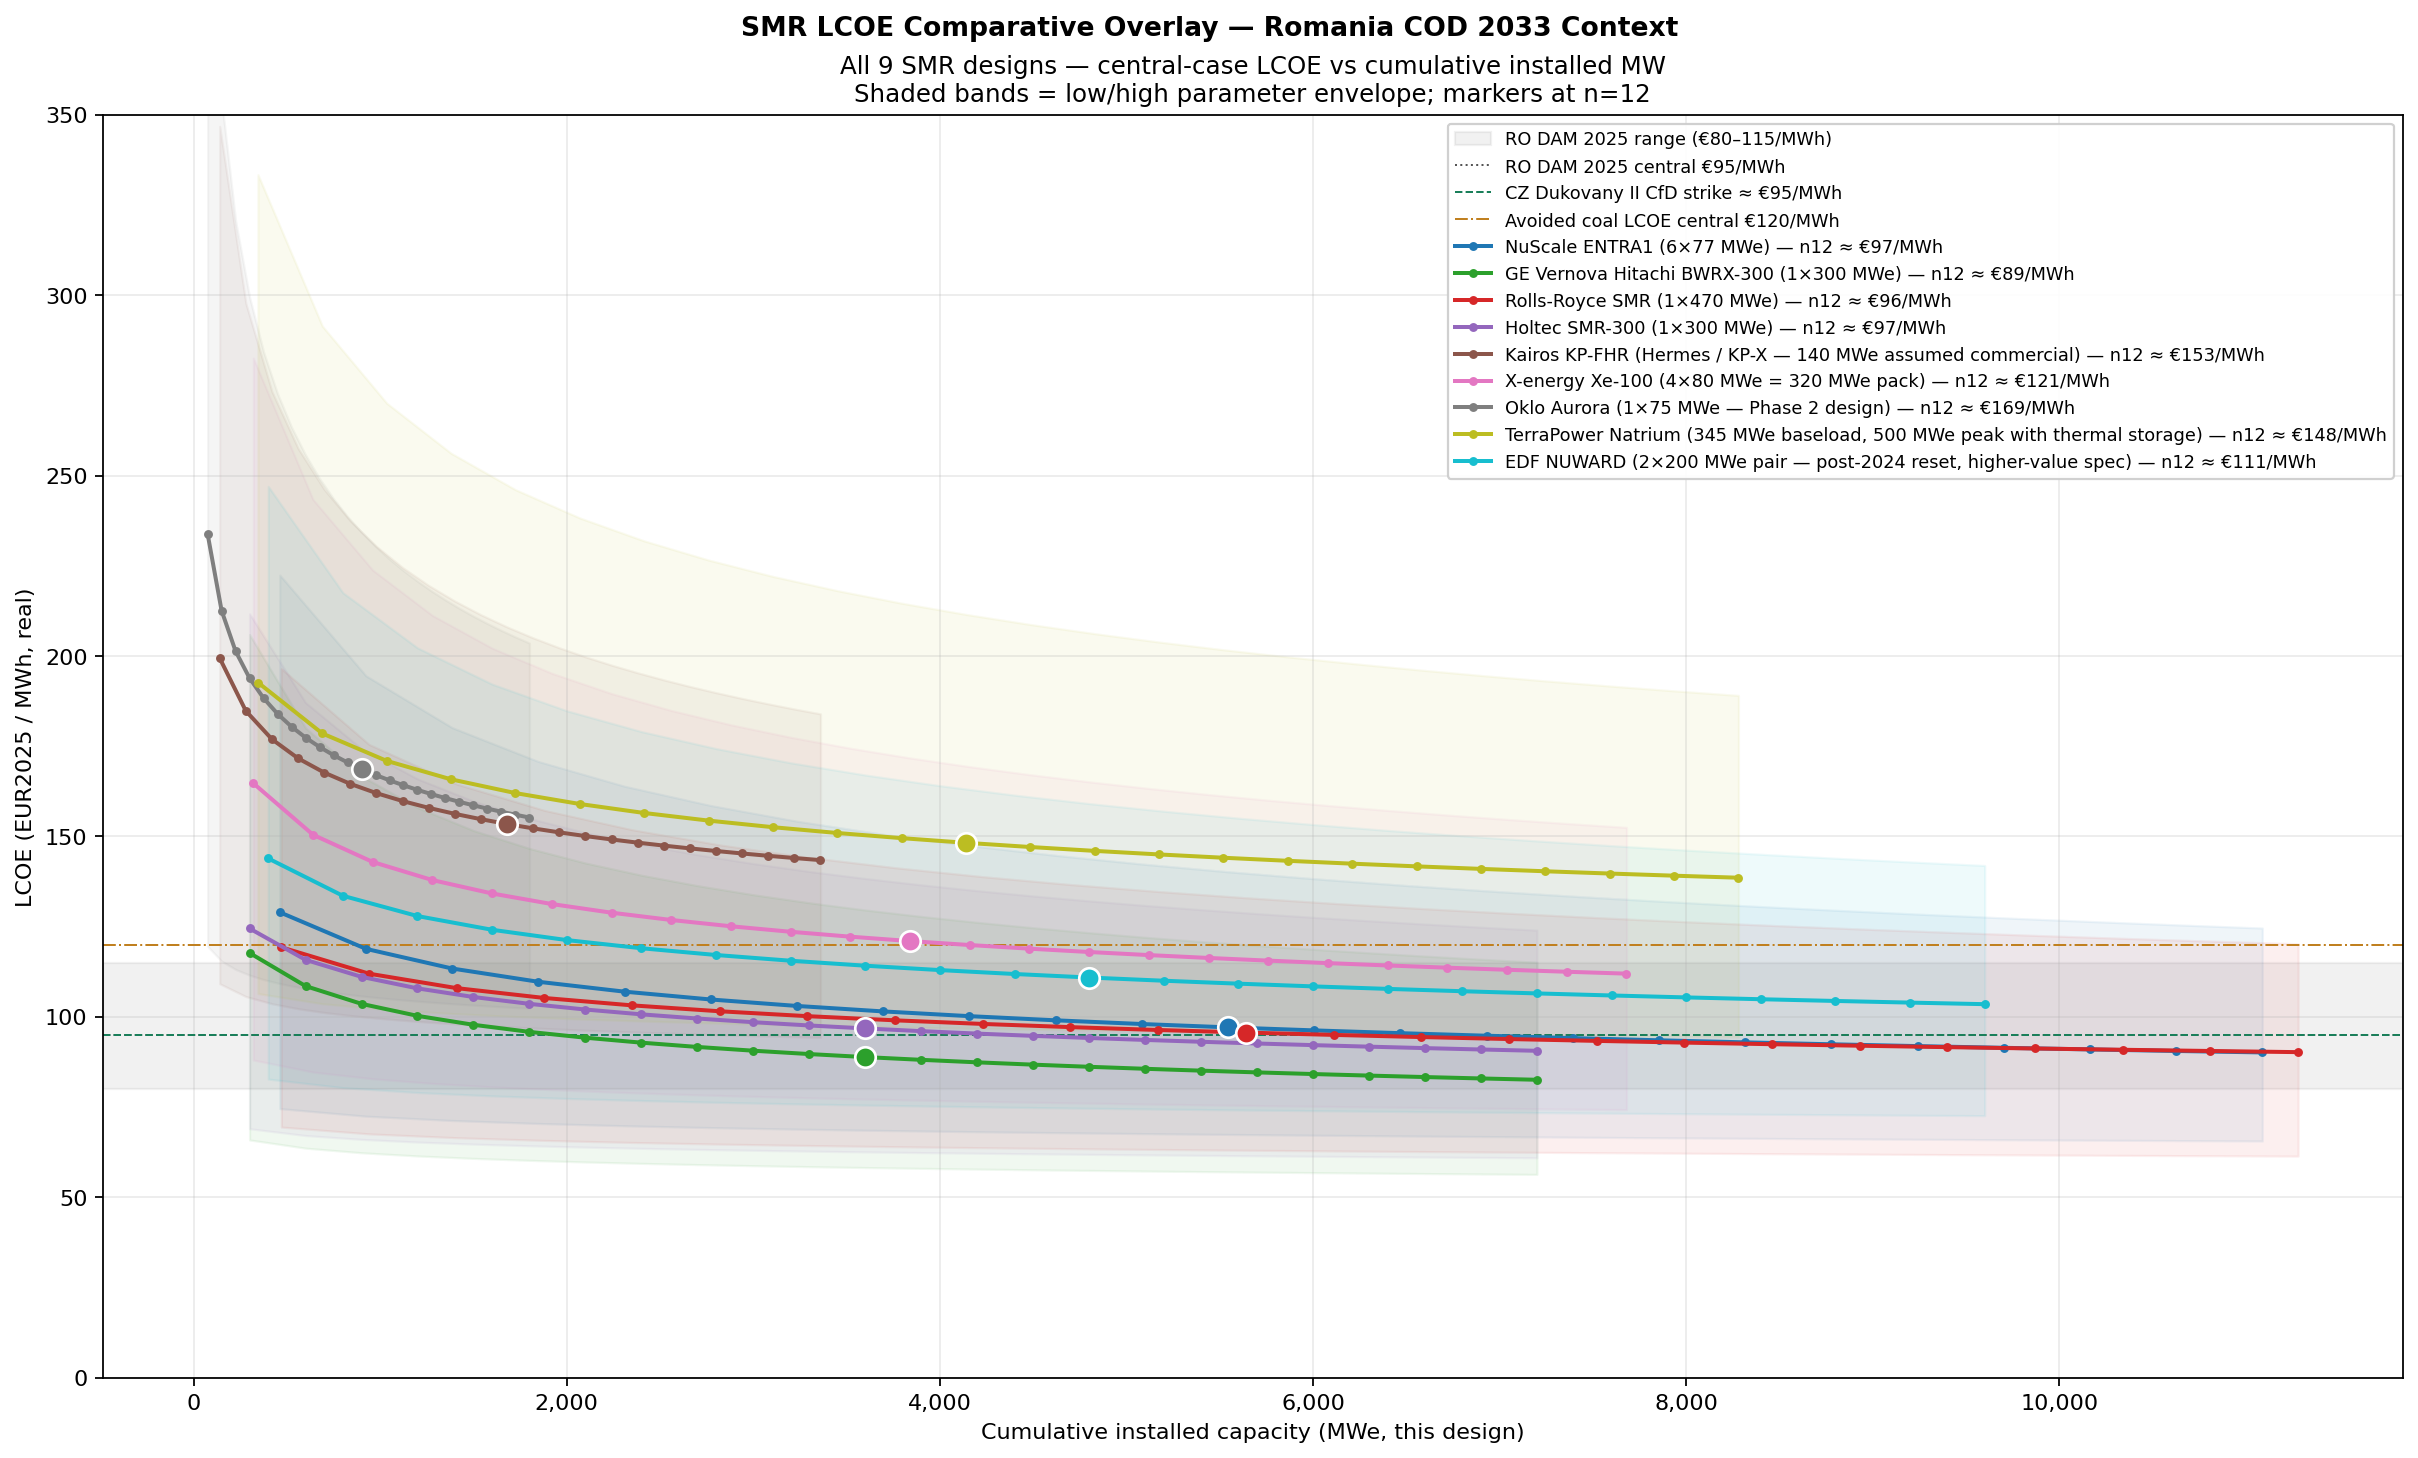 SMR LCOE Comparative Overlay — Romania COD 2033 Context
All 9 SMR designs — central-case LCOE vs cumulative installed MW
Shaded bands = low/high parameter envelope; markers at n=12
350
300
250
200
150
100
50
0
LCOE (EUR2025 / MWh, real)
RO DAM 2025 range (€80–115/MWh)
RO DAM 2025 central €95/MWh
CZ Dukovany II CfD strike ≈ €95/MWh
Avoided coal LCOE central €120/MWh
NuScale ENTRA1 (6×77 MWe) — n12 ≈ €97/MWh
GE Vernova Hitachi BWRX-300 (1×300 MWe) — n12 ≈ €89/MWh
Rolls-Royce SMR (1×470 MWe) — n12 ≈ €96/MWh
Holtec SMR-300 (1×300 MWe) — n12 ≈ €97/MWh
Kairos KP-FHR (Hermes / KP-X — 140 MWe assumed commercial) — n12 ≈ €153/MWh
X-energy Xe-100 (4×80 MWe = 320 MWe pack) — n12 ≈ €121/MWh
Oklo Aurora (1×75 MWe — Phase 2 design) — n12 ≈ €169/MWh
TerraPower Natrium (345 MWe baseload, 500 MWe peak with thermal storage) — n12 ≈ €148/MWh
EDF NUWARD (2×200 MWe pair — post-2024 reset, higher-value spec) — n12 ≈ €111/MWh
0 2,000 4,000 6,000 8,000 10,000
Cumulative installed capacity (MWe, this design)